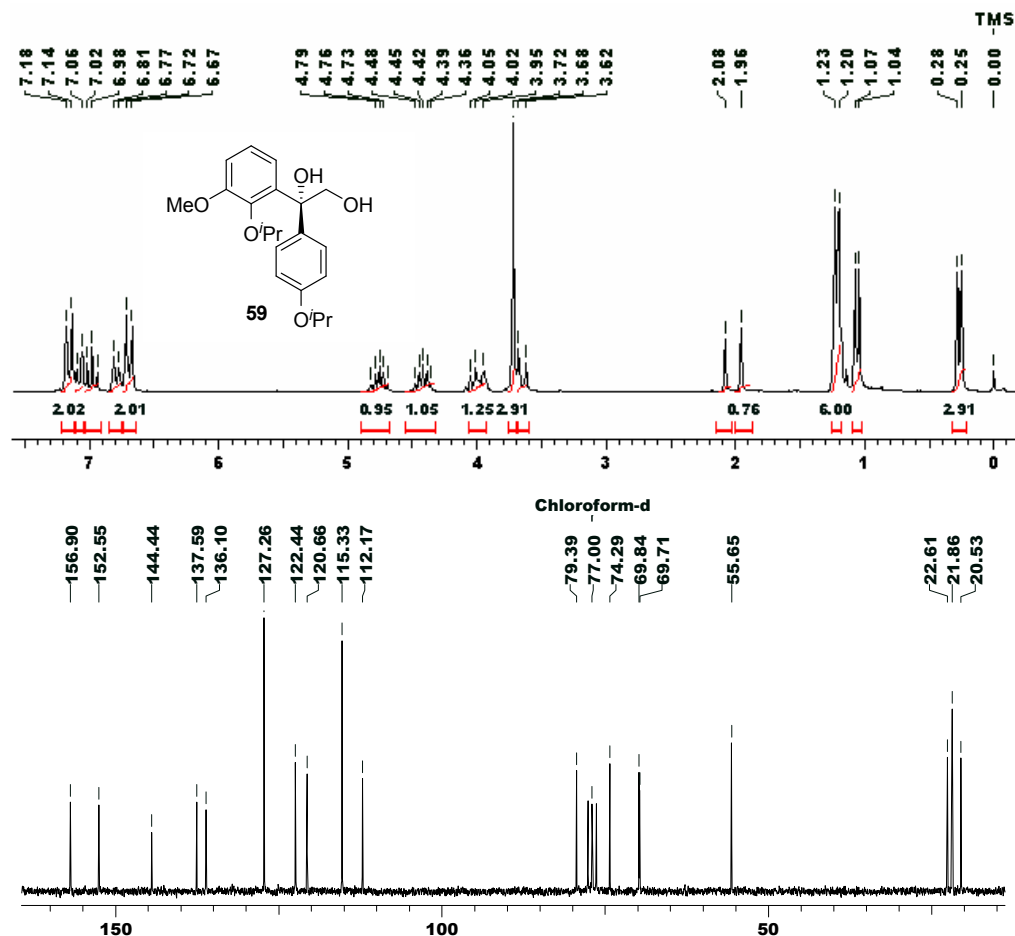 TMS
7.18 7.14 7.06 7.02 6.98 6.81 6.77 6.72 6.67 4.79 4.76 4.73 4.48 4.45 4.42 4.39 4.36 4.05 4.02 3.95 3.72 3.68 3.62 2.08 1.96 1.23 1.20 1.07 1.04 0.28 0.25 0.00
OH
MeO
OH
OⁱPr
59
OⁱPr
2.02 2.01 0.95 1.05 1.25 2.91 0.76 6.00 2.91
7 6 5 4 3 2 1 0
Chloroform-d
156.90 152.55 144.44 137.59 136.10 127.26 122.44 120.66 115.33 112.17 79.39 77.00 74.29 69.84 69.71 55.65 22.61 21.86 20.53
150 100 50